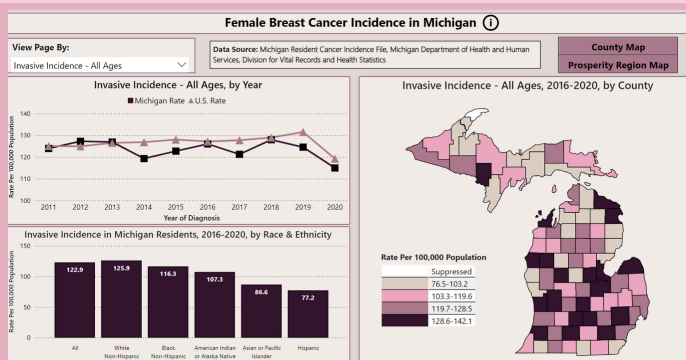 Female Breast Cancer Incidence in Michigan i
View Page By:
Invasive Incidence - All Ages
Data Source: Michigan Resident Cancer Incidence File, Michigan Department of Health and Human
Services, Division for Vital Records and Health Statistics
County Map
Prosperity Region Map
Invasive Incidence - All Ages, by Year
Michigan Rate U.S. Rate
Rate Per 100,000 Population
140
130
120
110
100
2011 2012 2013 2014 2015 2016 2017 2018 2019 2020
Year of Diagnosis
Invasive Incidence in Michigan Residents, 2016-2020, by Race & Ethnicity
Rate Per 100,000 Population
150
100
50
0
122.9 125.9 116.3 107.3 86.6 77.2
All White Black American Indian Asian or Pacific Hispanic
Non-Hispanic Non-Hispanic or Alaska Native Islander
Invasive Incidence - All Ages, 2016-2020, by County
Rate Per 100,000 Population
Suppressed
76.5-103.2
103.3-119.6
119.7-128.5
128.6-142.1